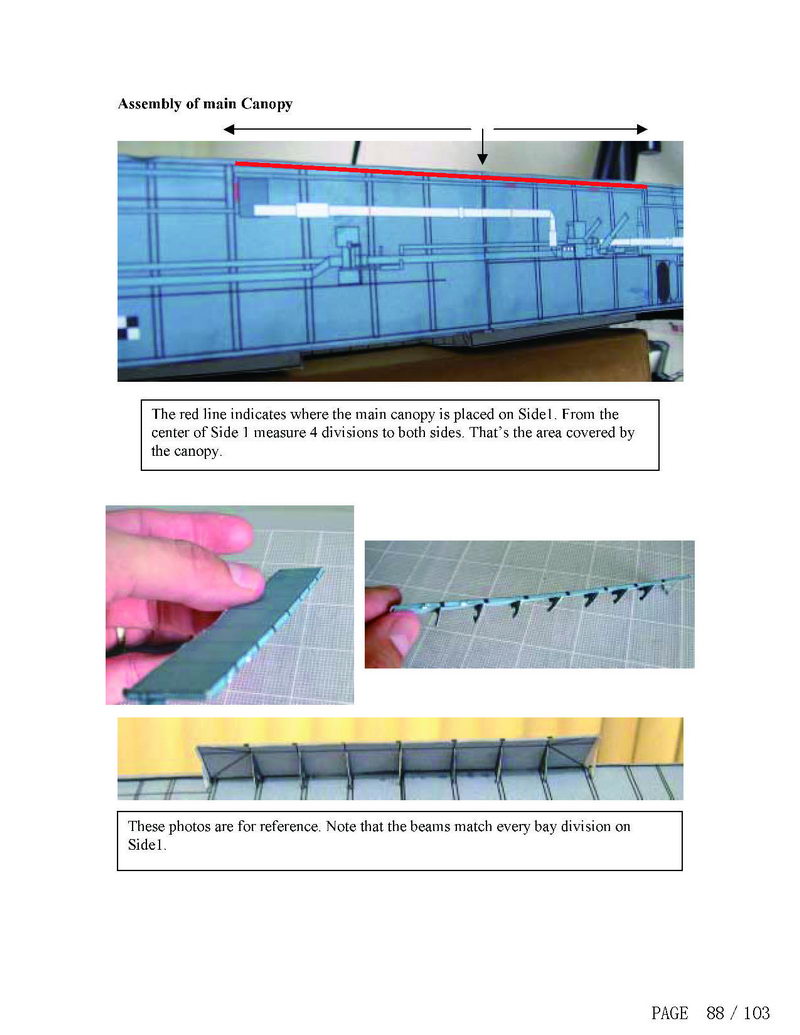 Assembly of main Canopy
The red line indicates where the main canopy is placed on Side1. From the
center of Side 1 measure 4 divisions to both sides. That’s the area covered by
the canopy.
These photos are for reference. Note that the beams match every bay division on
Side1.
PAGE 88 / 103